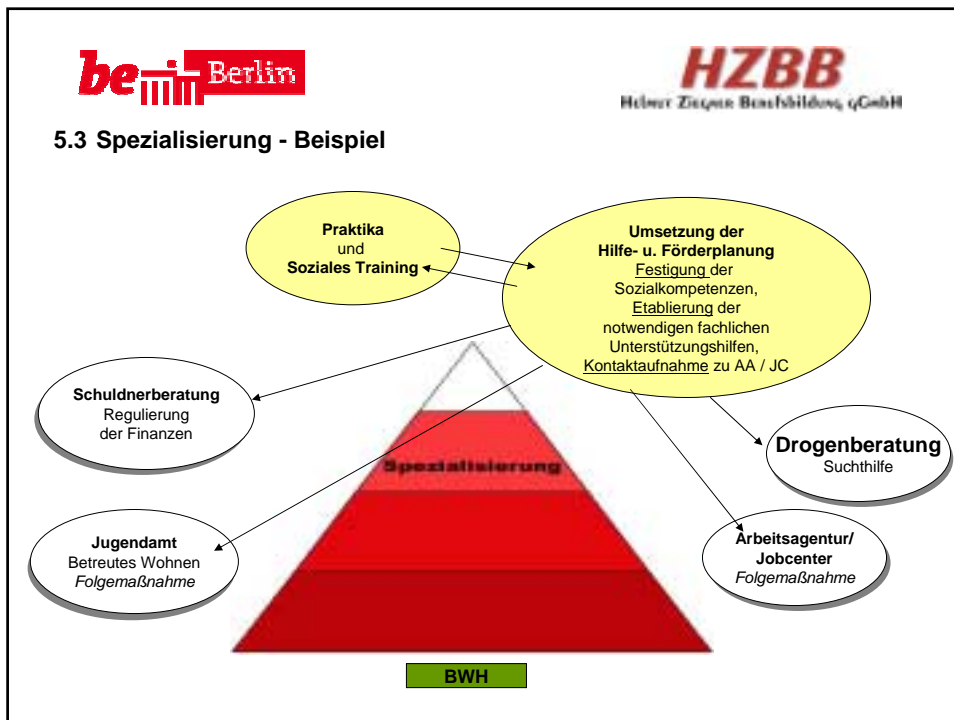 be Berlin
HZBB
Helmut Ziegner Berufsbildung gGmbH
5.3 Spezialisierung - Beispiel
Praktika
und
Soziales Training
Umsetzung der
Hilfe- u. Förderplanung
Festigung der
Sozialkompetenzen,
Etablierung der
notwendigen fachlichen
Unterstützungshilfen,
Kontaktaufnahme zu AA / JC
Schuldnerberatung
Regulierung
der Finanzen
Spezialisierung
Drogenberatung
Suchthilfe
Jugendamt
Betreutes Wohnen
Folgemaßnahme
Arbeitsagentur/
Jobcenter
Folgemaßnahme
BWH